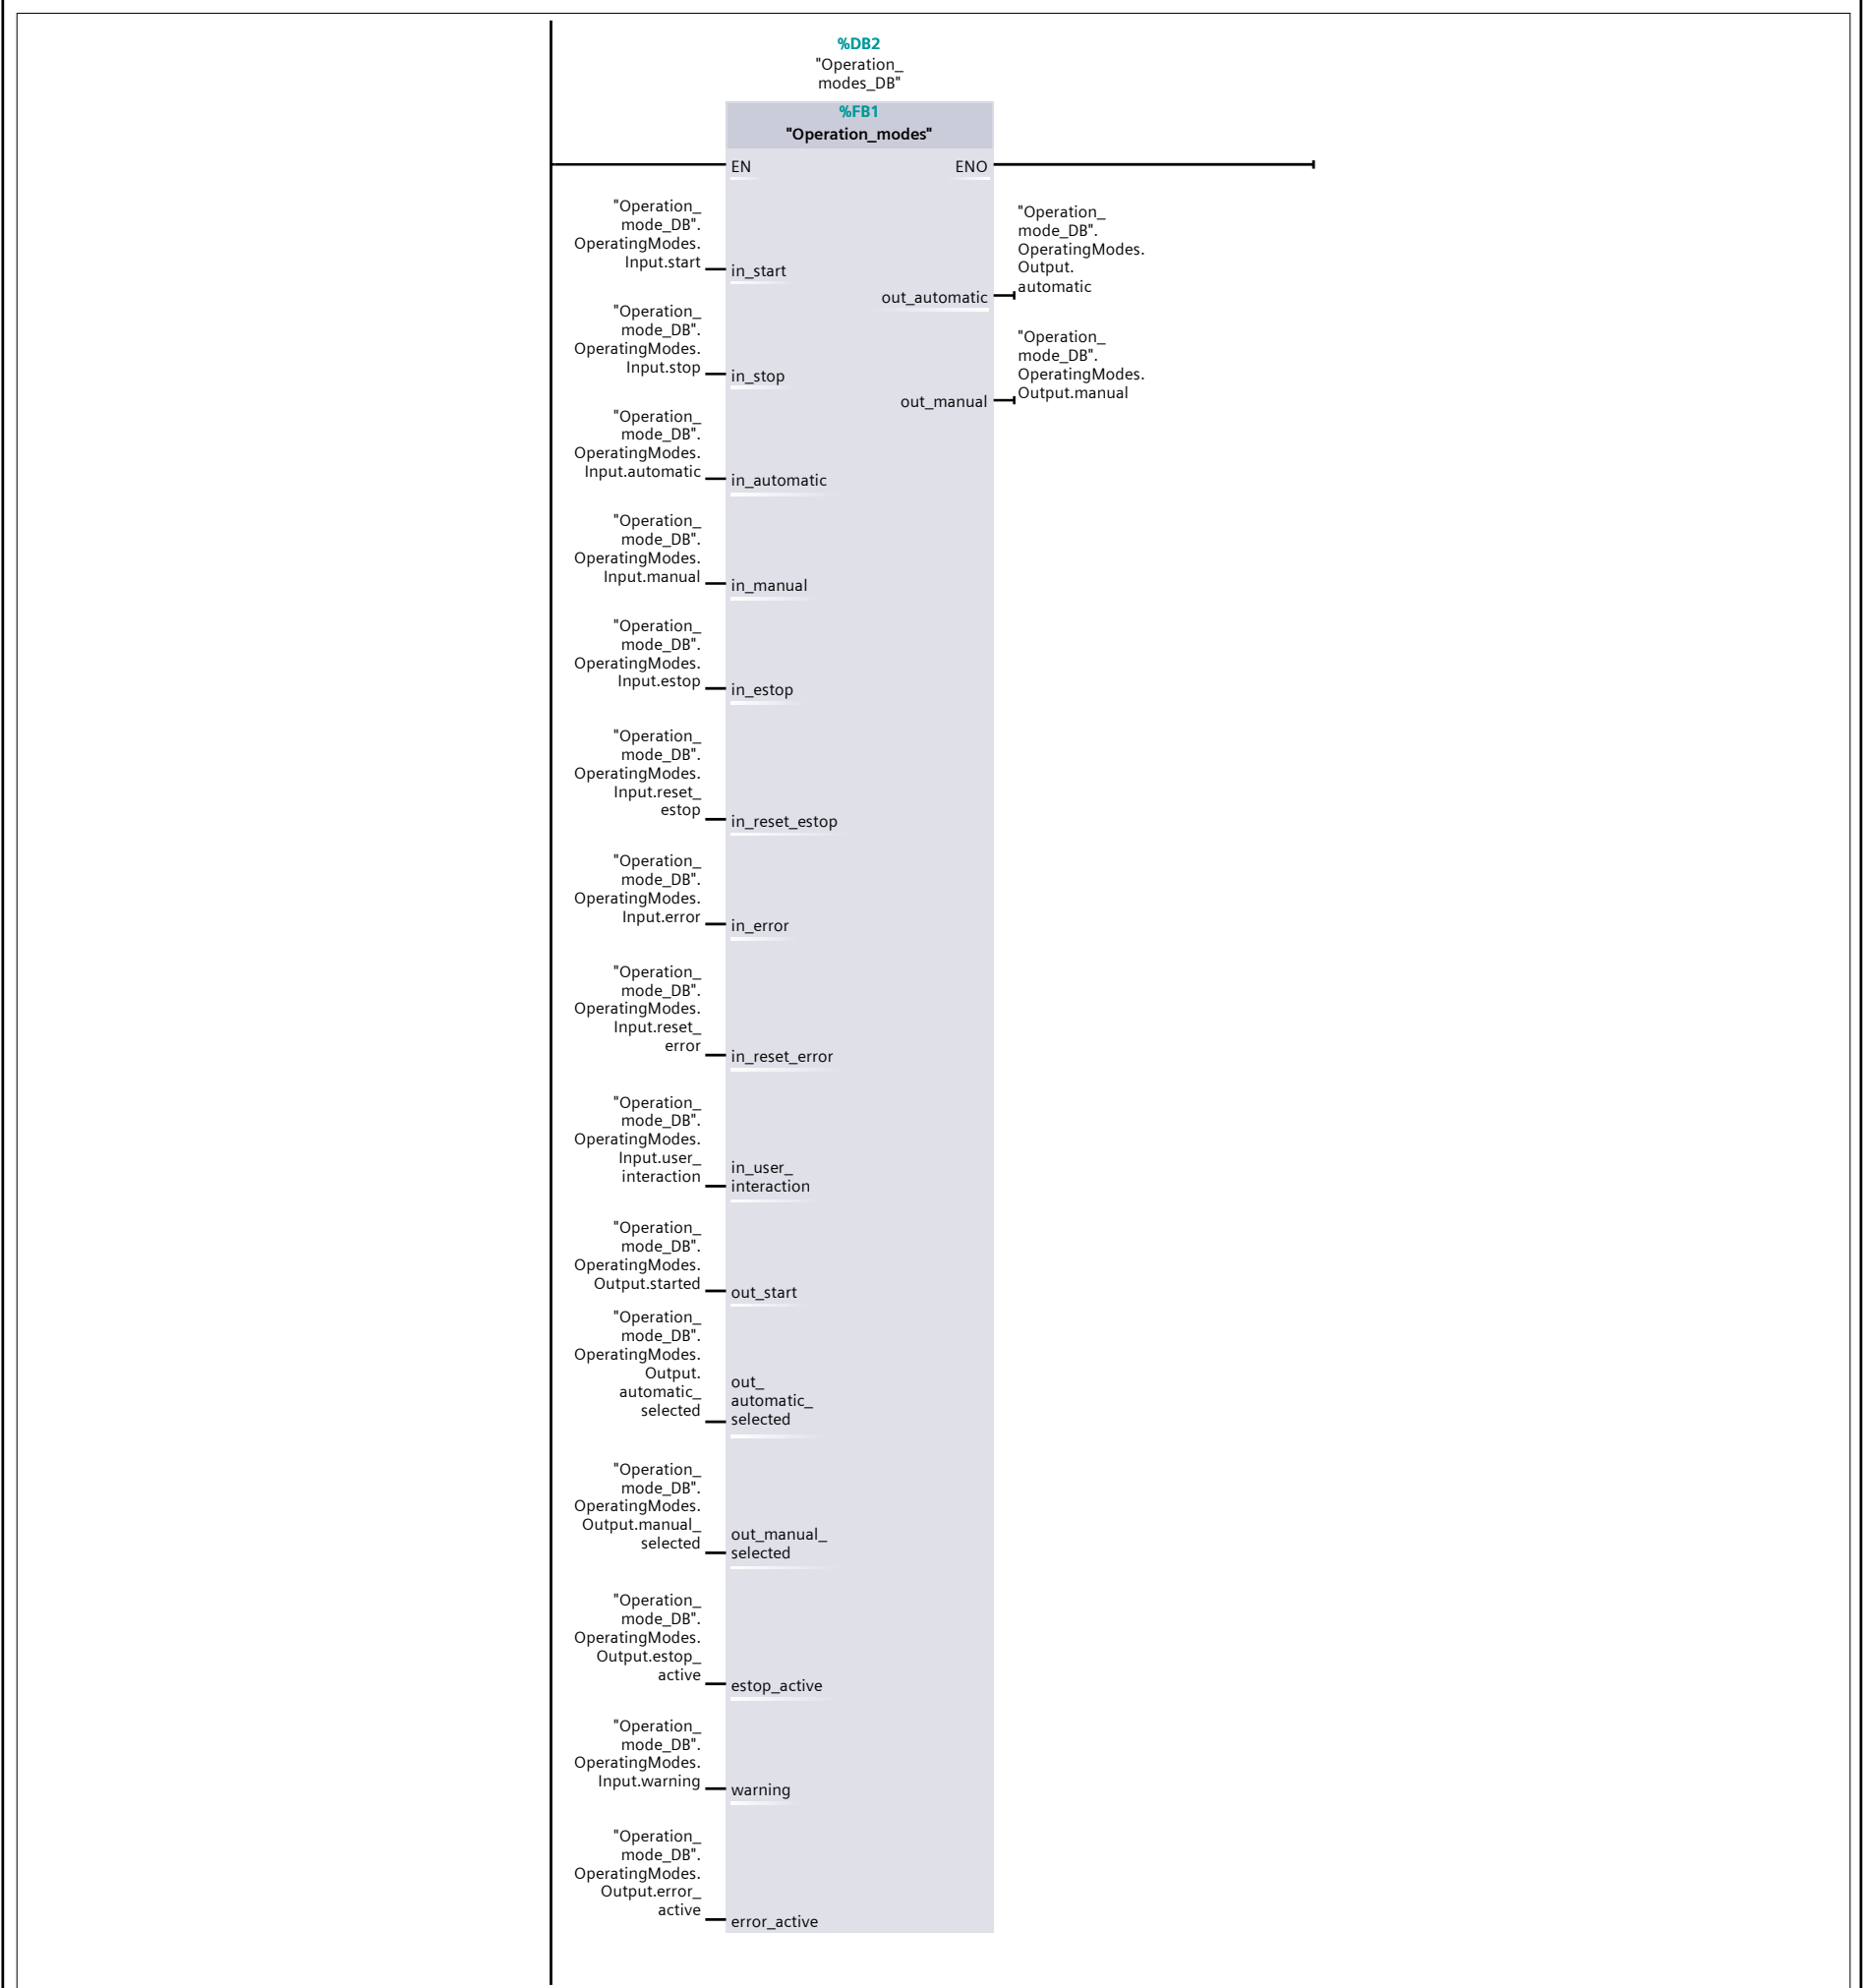 %DB2
"Operation_
modes_DB"
%FB1
"Operation_modes"
EN
ENO
"Operation_
mode_DB".
OperatingModes.
Input.start
in_start
"Operation_
mode_DB".
OperatingModes.
Output.
automatic
out_automatic
"Operation_
mode_DB".
OperatingModes.
Input.stop
in_stop
"Operation_
mode_DB".
OperatingModes.
Output.manual
out_manual
"Operation_
mode_DB".
OperatingModes.
Input.automatic
in_automatic
"Operation_
mode_DB".
OperatingModes.
Input.manual
in_manual
"Operation_
mode_DB".
OperatingModes.
Input.estop
in_estop
"Operation_
mode_DB".
OperatingModes.
Input.reset_
estop
in_reset_estop
"Operation_
mode_DB".
OperatingModes.
Input.error
in_error
"Operation_
mode_DB".
OperatingModes.
Input.reset_
error
in_reset_error
"Operation_
mode_DB".
OperatingModes.
Input.user_
interaction
in_user_
interaction
"Operation_
mode_DB".
OperatingModes.
Output.started
out_start
"Operation_
mode_DB".
OperatingModes.
Output.
automatic_
selected
out_
automatic_
selected
"Operation_
mode_DB".
OperatingModes.
Output.manual_
selected
out_manual_
selected
"Operation_
mode_DB".
OperatingModes.
Output.estop_
active
estop_active
"Operation_
mode_DB".
OperatingModes.
Input.warning
warning
"Operation_
mode_DB".
OperatingModes.
Output.error_
active
error_active